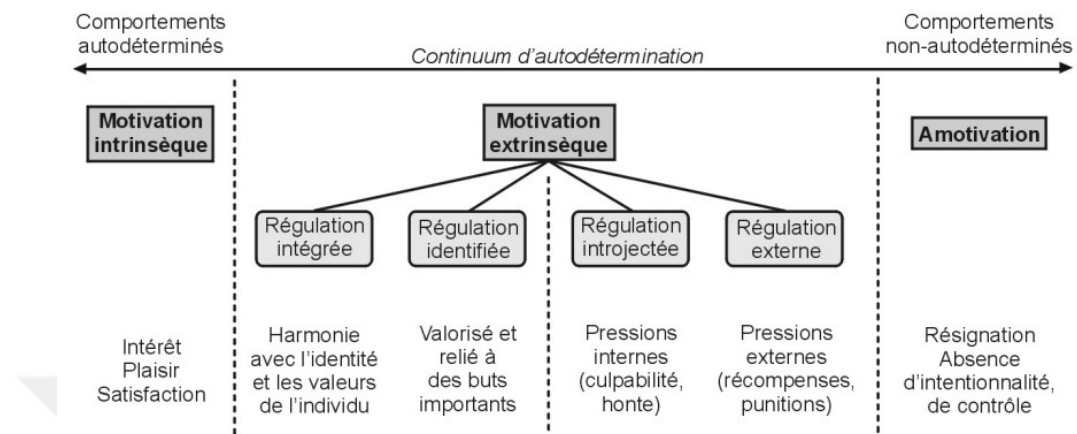 Comportements
autodéterminés
Continuum d'autodétermination
Comportements
non-autodéterminés
Motivation
intrinsèque
Motivation
extrinsèque
Amotivation
Régulation
intégrée
Régulation
identifiée
Régulation
introjectée
Régulation
externe
Intérêt
Plaisir
Satisfaction
Harmonie
avec l'identité
et les valeurs
de l'individu
Valorisé et
relié à
des buts
importants
Pressions
internes
(culpabilité,
honte)
Pressions
externes
(récompenses,
punitions)
Résignation
Absence
d'intentionnalité,
de contrôle